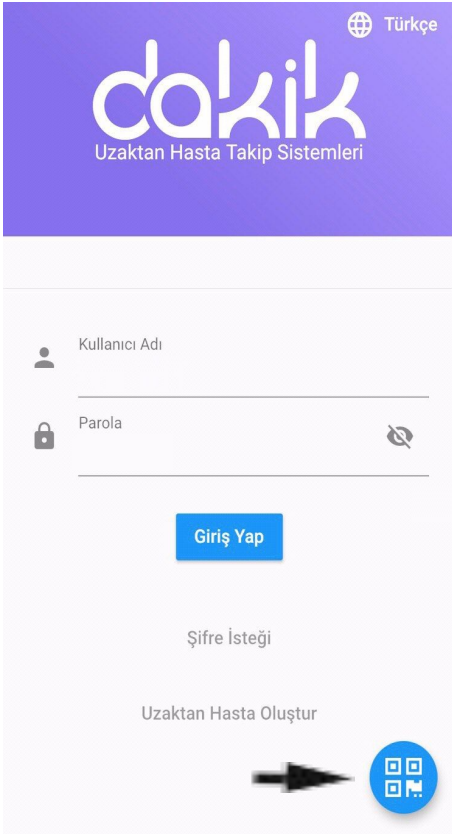 Türkçe
dakik
Uzaktan Hasta Takip Sistemleri
Kullanıcı Adı
Parola
Giriş Yap
Şifre İsteği
Uzaktan Hasta Oluştur